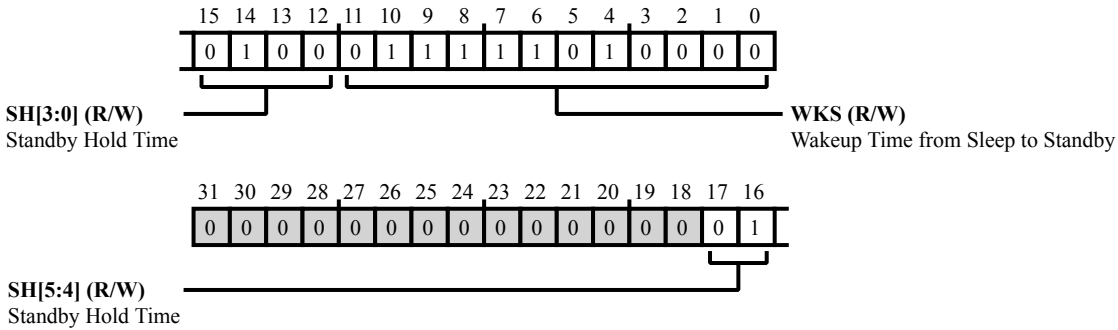 15 14 13 12 11 10 9 8 7 6 5 4 3 2 1 0
0 1 0 0 0 1 1 1 1 1 0 1 0 0 0 0
SH[3:0] (R/W)
Standby Hold Time
WKS (R/W)
Wakeup Time from Sleep to Standby
31 30 29 28 27 26 25 24 23 22 21 20 19 18 17 16
0 0 0 0 0 0 0 0 0 0 0 0 0 0 0 1
SH[5:4] (R/W)
Standby Hold Time